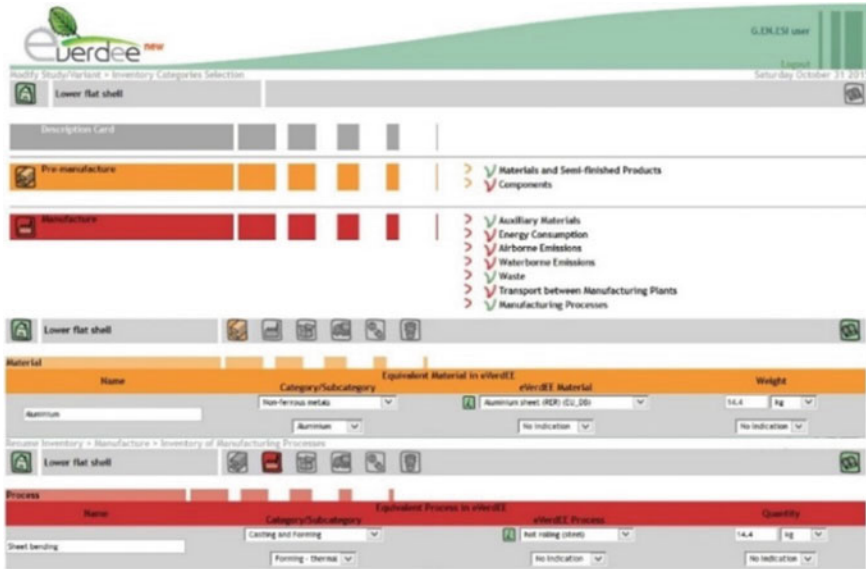 everdee new
G.EN.ESI user
Logout
Modify Study/Variant > Inventory Categories Selection
Saturday October 31 201
Lower flat shell
Description Card
Pre-manufacture
Materials and Semi-finished Products
Components
Manufacture
Auxiliary Materials
Energy Consumption
Airborne Emissions
Waterborne Emissions
Waste
Transport between Manufacturing Plants
Manufacturing Processes
Lower flat shell
Material
Name
Equivalent Material in eVerdEE
Category/Subcategory
eVerdEE Material
Weight
Aluminium
Non-ferrous metals
Aluminium sheet (RER) (EU_DB)
14.4
kg
Aluminium
No indication
No indication
Resume Inventory > Manufacture > Inventory of Manufacturing Processes
Lower flat shell
Process
Name
Equivalent Process in eVerdEE
Category/Subcategory
eVerdEE Process
Quantity
Sheet bending
Casting and Forming
hot rolling (steel)
14.4
kg
Forming - thermal
No indication
No indication